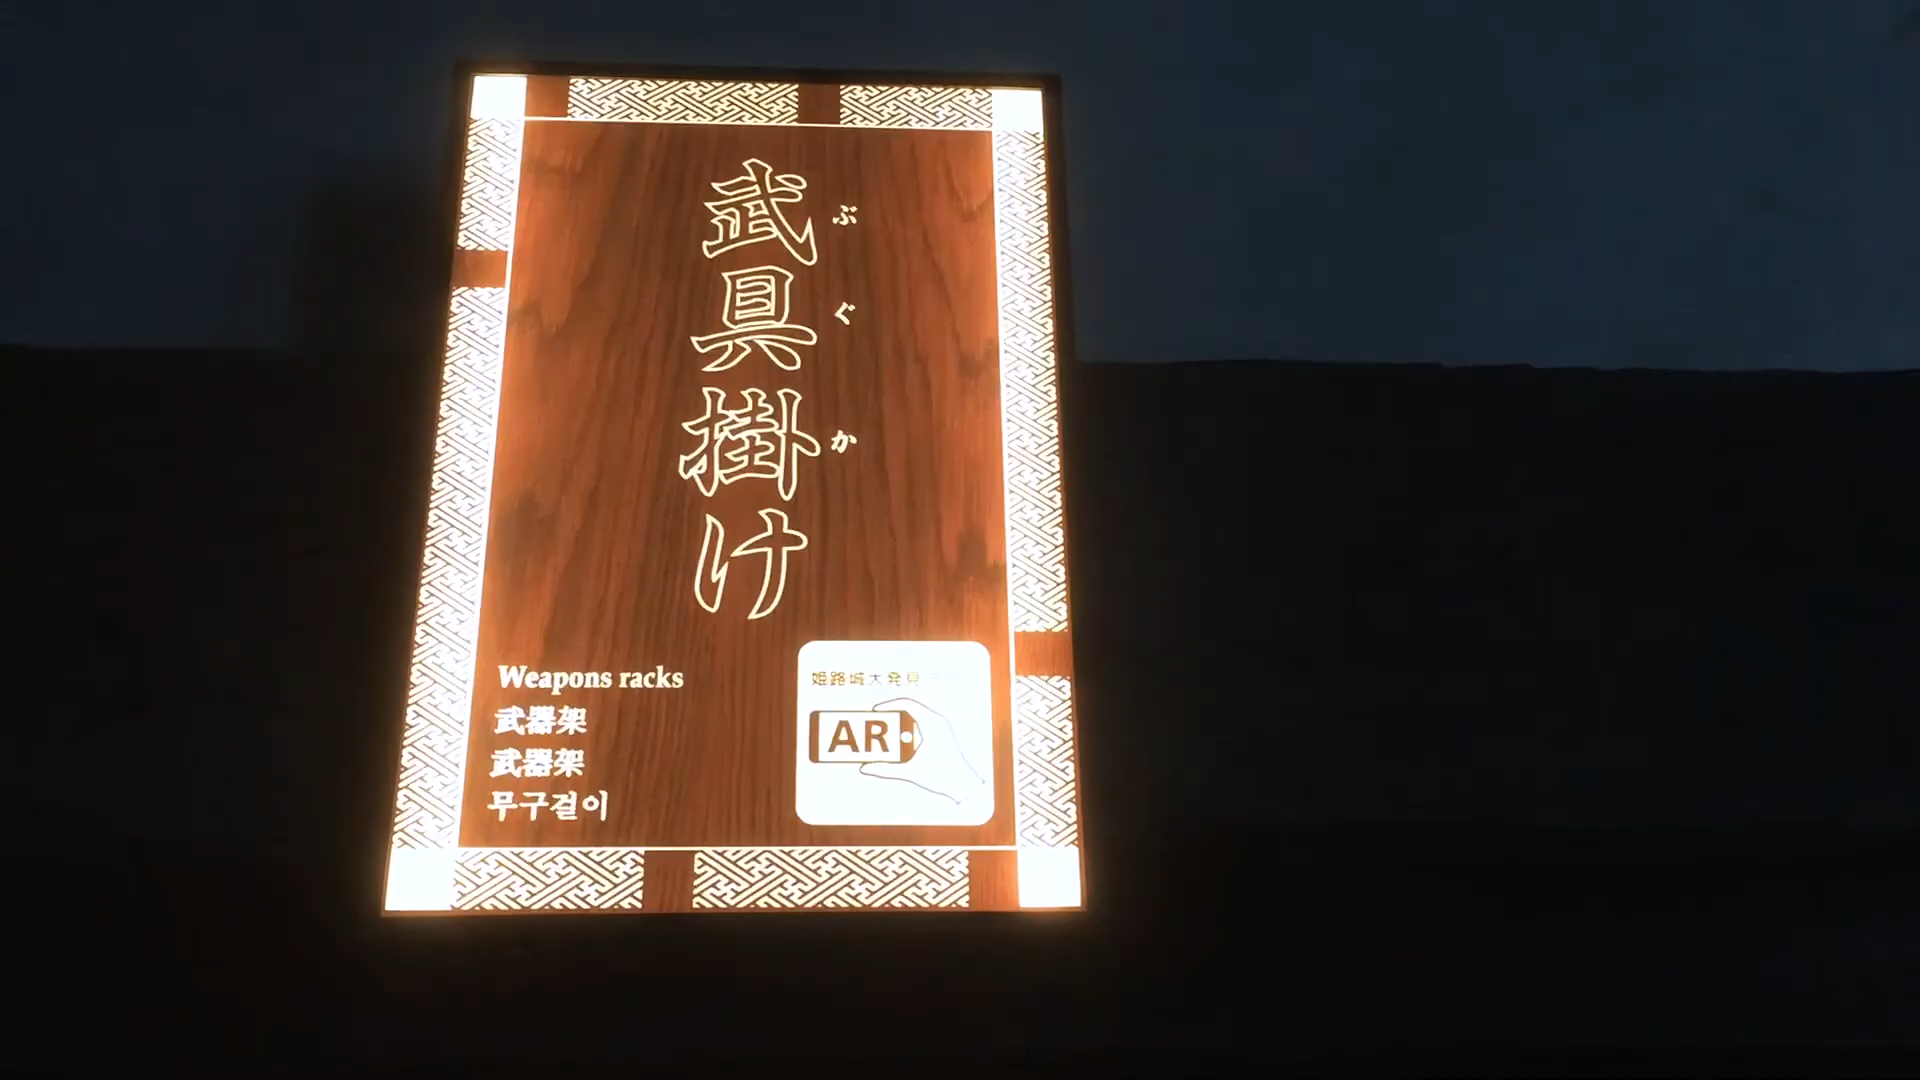 武具掛け
ぶぐか
Weapons racks
武器架
武器架
무구걸이
姫路城大発見
AR